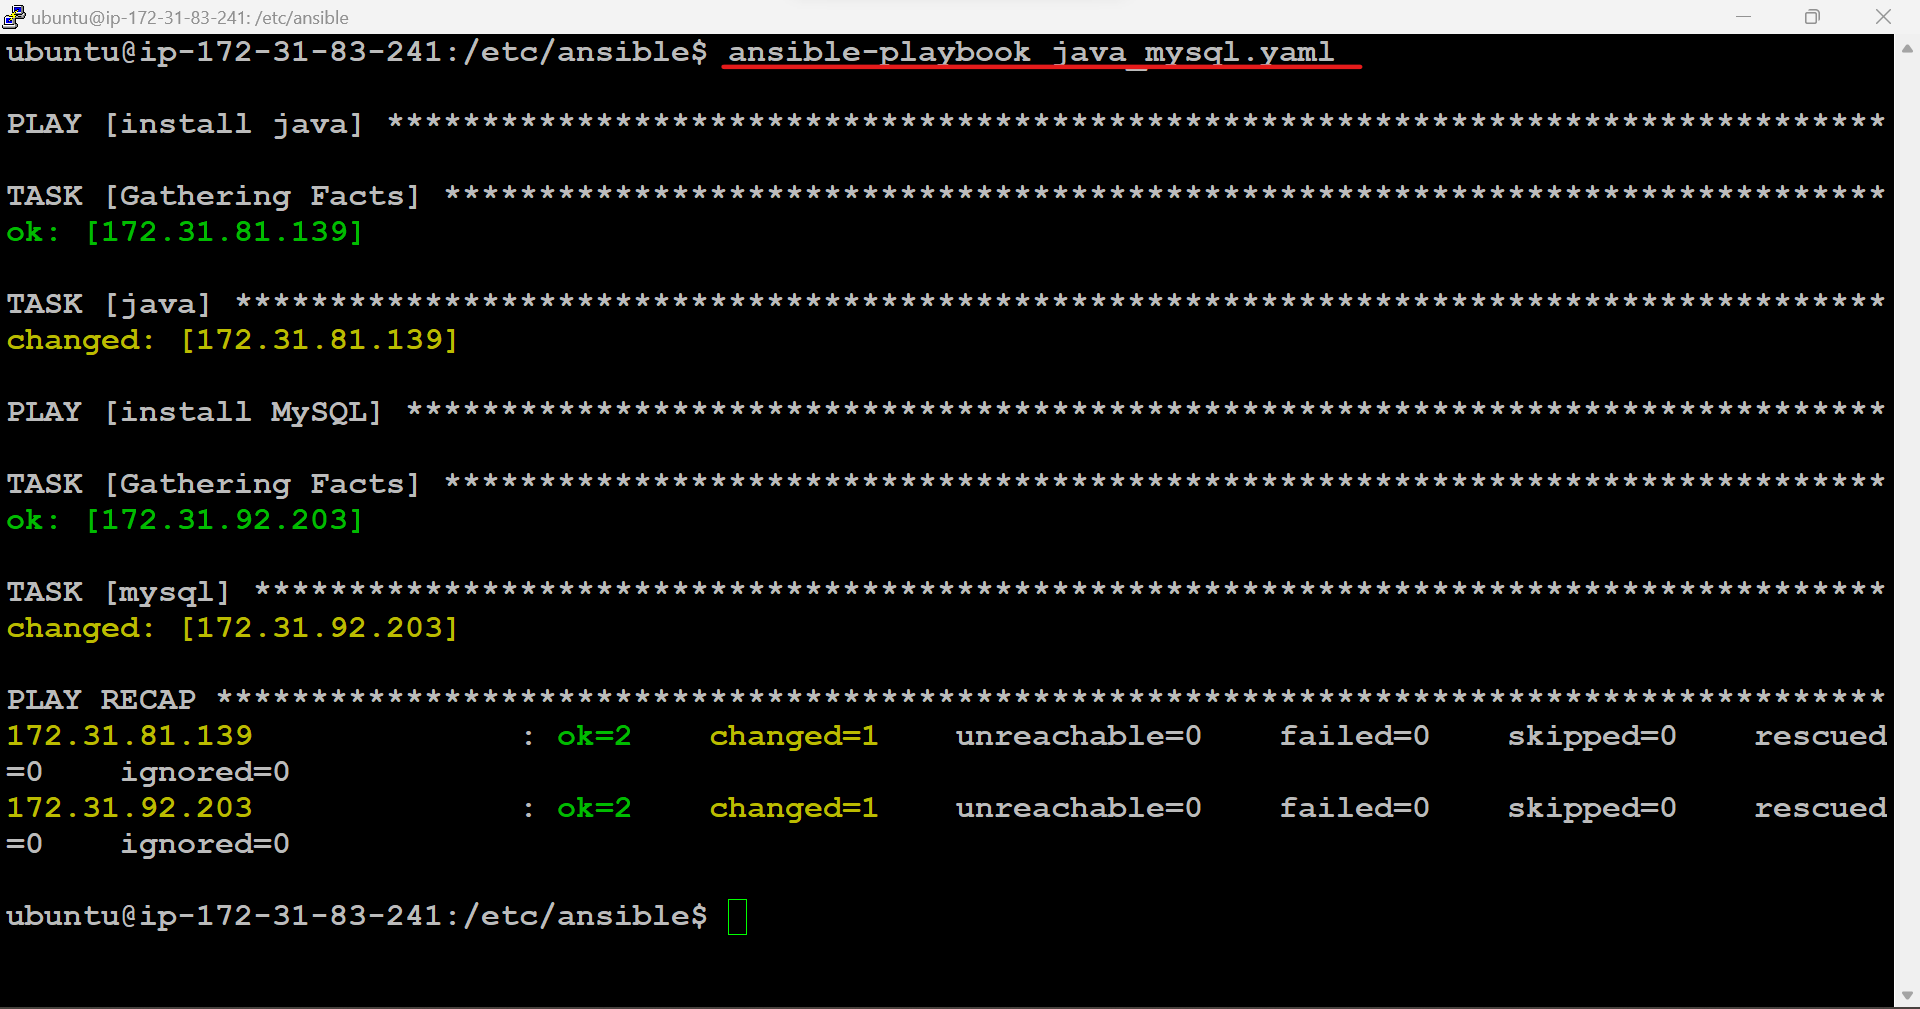 ubuntu@ip-172-31-83-241: /etc/ansible
ubuntu@ip-172-31-83-241:/etc/ansible$ ansible-playbook java_mysql.yaml
PLAY [install java] *******************************************************************************
TASK [Gathering Facts] ****************************************************************************
ok: [172.31.81.139]
TASK [java] ***************************************************************************************
changed: [172.31.81.139]
PLAY [install MySQL] ******************************************************************************
TASK [Gathering Facts] ****************************************************************************
ok: [172.31.92.203]
TASK [mysql] **************************************************************************************
changed: [172.31.92.203]
PLAY RECAP ****************************************************************************************
172.31.81.139              : ok=2    changed=1    unreachable=0    failed=0    skipped=0    rescued
=0    ignored=0
172.31.92.203              : ok=2    changed=1    unreachable=0    failed=0    skipped=0    rescued
=0    ignored=0
ubuntu@ip-172-31-83-241:/etc/ansible$